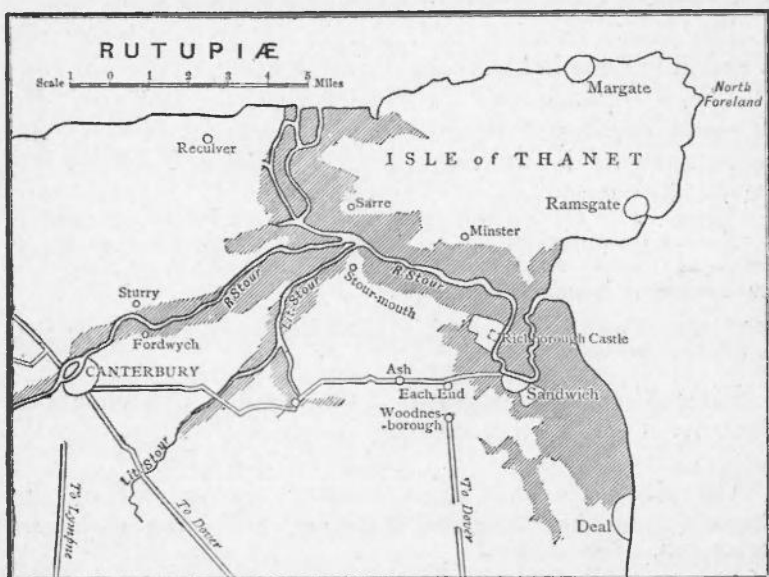 RUTUPIÆ
Scale 1 0 1 2 3 4 5 Miles
Margate
North
Foreland
Reculver
ISLE of THANET
Sarre
Ramsgate
Minster
R. Stour
Sturry
R. Stour
Lit. Stour
Stour-mouth
Fordwych
Richborough Castle
CANTERBURY
Ash
Each End
Sandwich
Woodnes-
borough
Lit. Stour
To Lympne
To Dover
To Dover
Deal